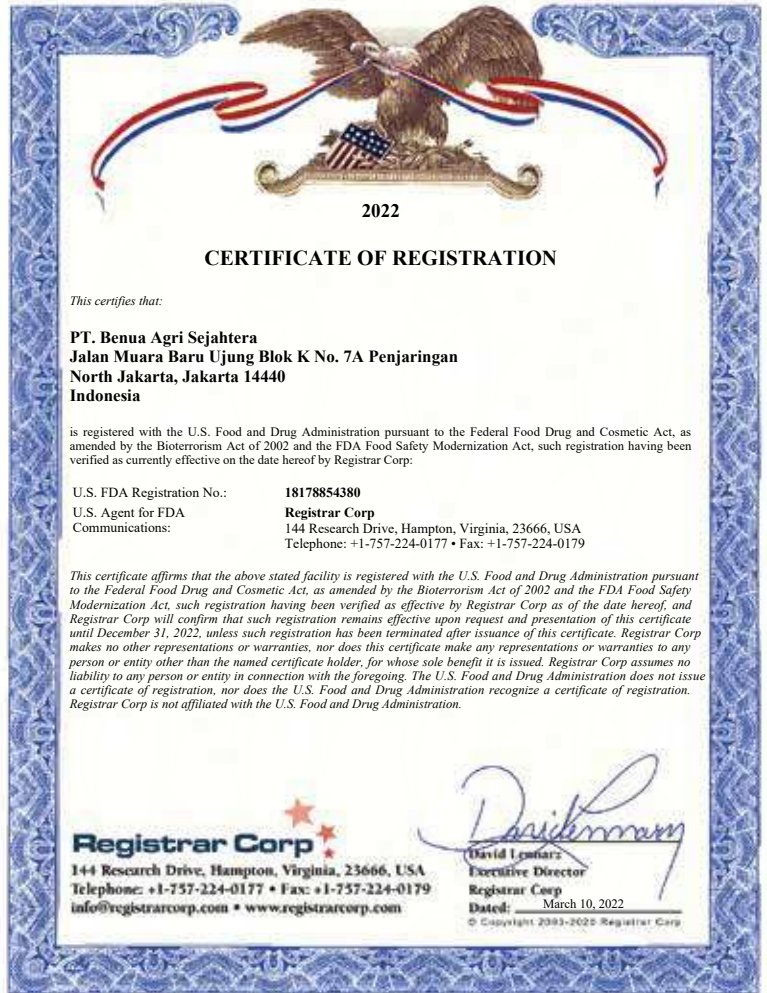 2022
CERTIFICATE OF REGISTRATION
This certifies that:
PT. Benua Agri Sejahtera
Jalan Muara Baru Ujung Blok K No. 7A Penjaringan
North Jakarta, Jakarta 14440
Indonesia
is registered with the U.S. Food and Drug Administration pursuant to the Federal Food Drug and Cosmetic Act, as
amended by the Bioterrorism Act of 2002 and the FDA Food Safety Modernization Act, such registration having been
verified as currently effective on the date hereof by Registrar Corp:
U.S. FDA Registration No.: 18178854380
U.S. Agent for FDA Registrar Corp
Communications: 144 Research Drive, Hampton, Virginia, 23666, USA
Telephone: +1-757-224-0177 • Fax: +1-757-224-0179
This certificate affirms that the above stated facility is registered with the U.S. Food and Drug Administration pursuant
to the Federal Food Drug and Cosmetic Act, as amended by the Bioterrorism Act of 2002 and the FDA Food Safety
Modernization Act, such registration having been verified as effective by Registrar Corp as of the date hereof, and
Registrar Corp will confirm that such registration remains effective upon request and presentation of this certificate
until December 31, 2022, unless such registration has been terminated after issuance of this certificate. Registrar Corp
makes no other representations or warranties, nor does this certificate make any representations or warranties to any
person or entity other than the named certificate holder, for whose sole benefit it is issued. Registrar Corp assumes no
liability to any person or entity in connection with the foregoing. The U.S. Food and Drug Administration does not issue
a certificate of registration, nor does the U.S. Food and Drug Administration recognize a certificate of registration.
Registrar Corp is not affiliated with the U.S. Food and Drug Administration.
Registrar Corp
144 Research Drive, Hampton, Virginia, 23666, USA
Telephone: +1-757-224-0177 • Fax: +1-757-224-0179
info@registrarcorp.com • www.registrarcorp.com
David
Executive Director
Registrar Corp
Dated: March 10, 2022
© Copyright 2003-2020 Registrar Corp